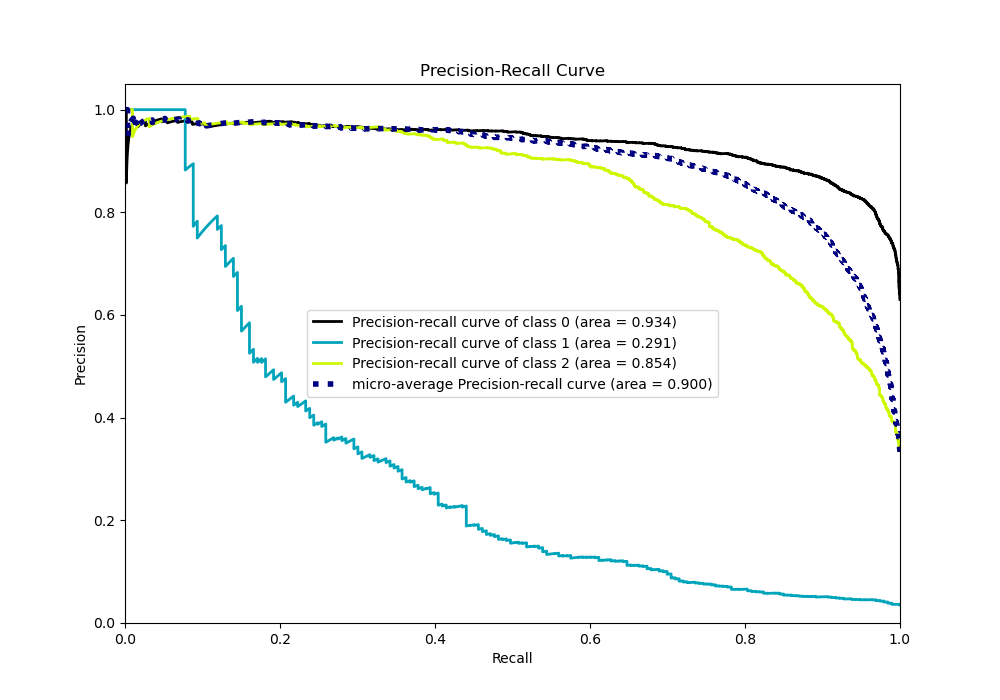 Precision-Recall Curve
1.0
0.8
0.6
0.4
0.2
0.0
Precision
Precision-recall curve of class 0 (area = 0.934)
Precision-recall curve of class 1 (area = 0.291)
Precision-recall curve of class 2 (area = 0.854)
micro-average Precision-recall curve (area = 0.900)
0.0 0.2 0.4 0.6 0.8 1.0
Recall